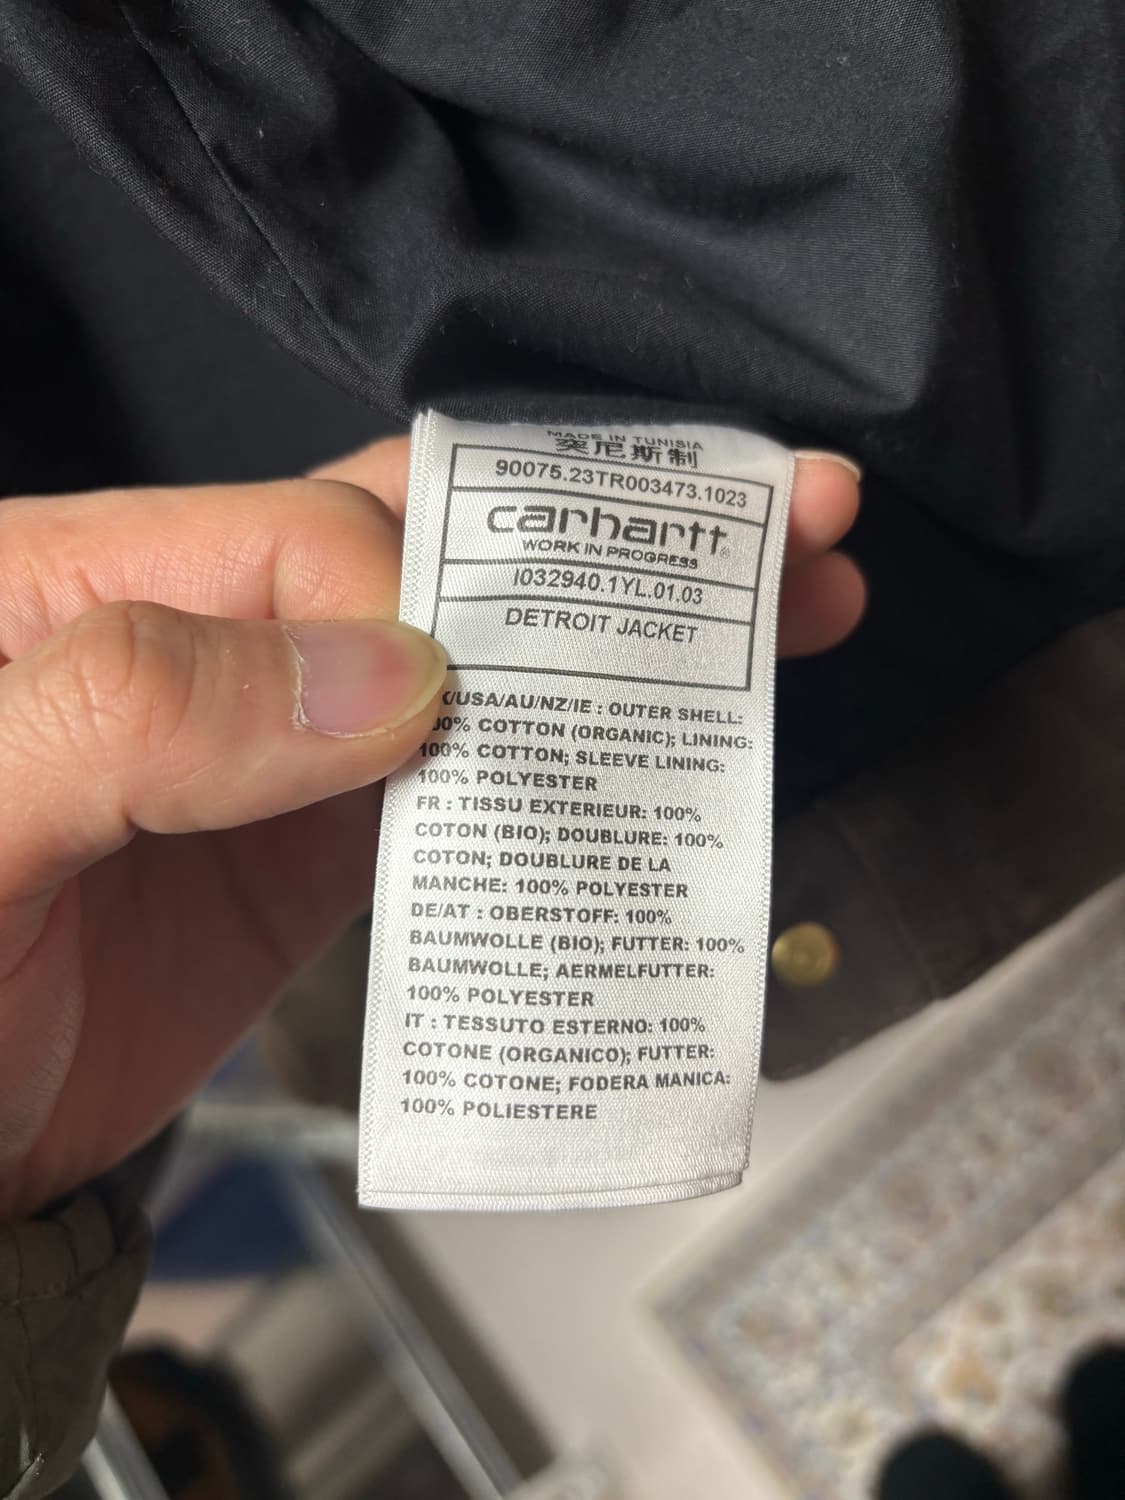 MADE IN TUNISIA
突尼斯制
90075.23TR003473.1023
carhartt®
WORK IN PROGRESS
I032940.1YL.01.03
DETROIT JACKET
/USA/AU/NZ/IE : OUTER SHELL:
COTTON (ORGANIC); LINING:
100% COTTON; SLEEVE LINING:
100% POLYESTER
FR : TISSU EXTERIEUR: 100%
COTON (BIO); DOUBLURE: 100%
COTON; DOUBLURE DE LA
MANCHE: 100% POLYESTER
DE/AT : OBERSTOFF: 100%
BAUMWOLLE (BIO); FUTTER: 100%
BAUMWOLLE; AERMELFUTTER:
100% POLYESTER
IT : TESSUTO ESTERNO: 100%
COTONE (ORGANICO); FUTTER:
100% COTONE; FODERA MANICA:
100% POLIESTERE